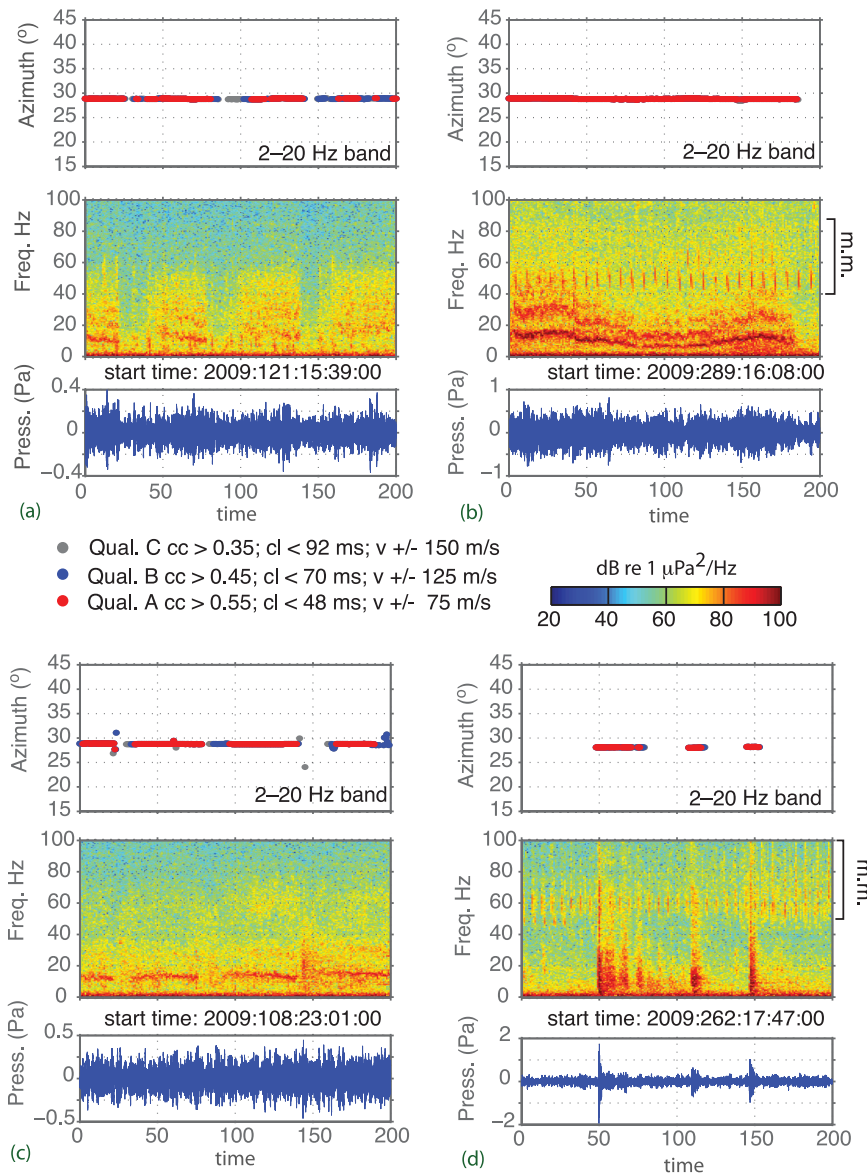 45
40
35
30
25
20
15
Azimuth (º)
2–20 Hz band
100
80
60
40
20
0
Freq. Hz
start time: 2009:121:15:39:00
0.4
0
−0.4
Press. (Pa)
0 50 100 150 200
time
(a)
45
40
35
30
25
20
15
Azimuth (º)
2–20 Hz band
100
80
60
40
20
0
Freq. Hz
m.m.
start time: 2009:289:16:08:00
1
0
−1
Press. (Pa)
0 50 100 150 200
time
(b)
Qual. C cc > 0.35; cl < 92 ms; v +/- 150 m/s
Qual. B cc > 0.45; cl < 70 ms; v +/- 125 m/s
Qual. A cc > 0.55; cl < 48 ms; v +/- 75 m/s
dB re 1 μPa²/Hz
20 40 60 80 100
45
40
35
30
25
20
15
Azimuth (º)
2–20 Hz band
100
80
60
40
20
0
Freq. Hz
start time: 2009:108:23:01:00
0.5
0
−0.5
Press. (Pa)
0 50 100 150 200
time
(c)
45
40
35
30
25
20
15
Azimuth (º)
2–20 Hz band
100
80
60
40
20
0
Freq. Hz
m.m.
start time: 2009:262:17:47:00
2
0
−2
Press. (Pa)
0 50 100 150 200
time
(d)